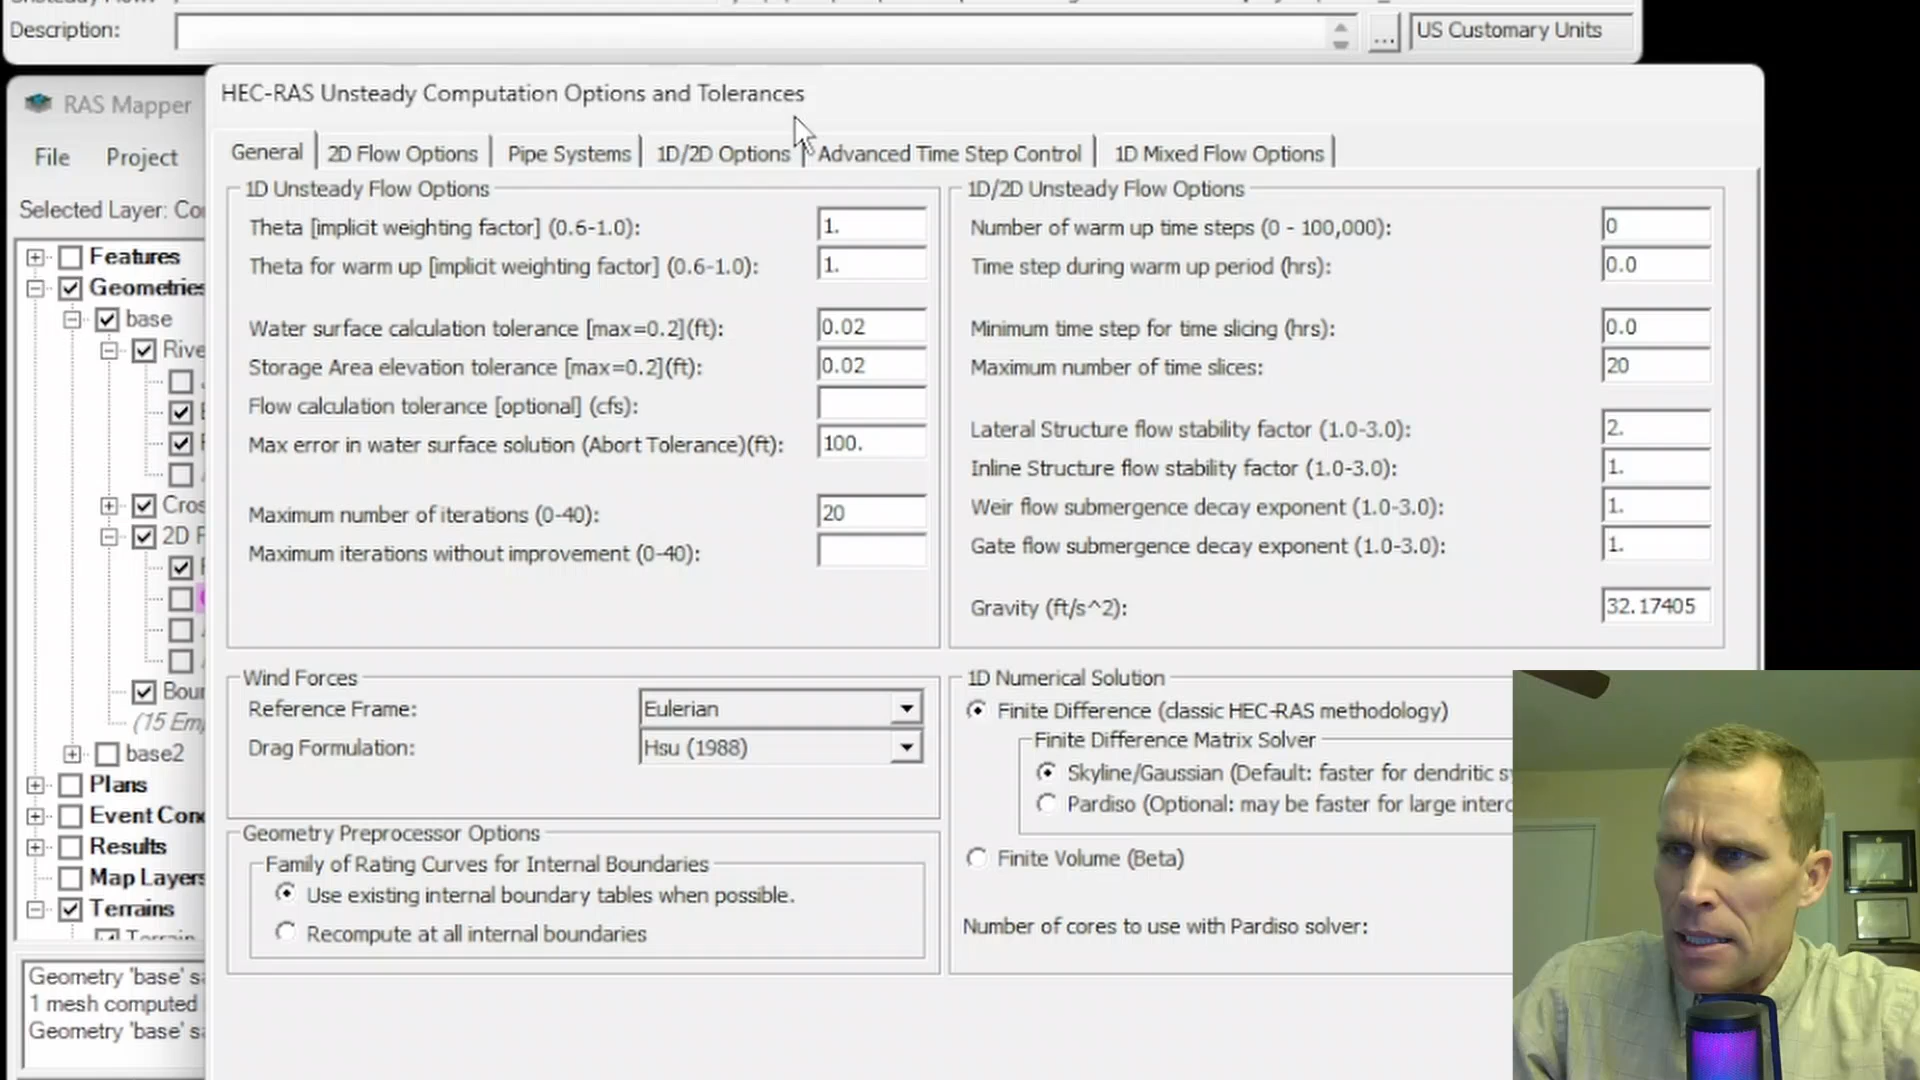 Description:
US Customary Units
...
RAS Mapper
File Project
Selected Layer:
Features
Geometries
base
2D
(15
base2
Plans
Event
Results
Map Layers
Terrains
Terrain
Geometry 'base'
1 mesh computed
Geometry 'base'
HEC-RAS Unsteady Computation Options and Tolerances
General 2D Flow Options Pipe Systems 1D/2D Options Advanced Time Step Control 1D Mixed Flow Options
1D Unsteady Flow Options
Theta [implicit weighting factor] (0.6-1.0): 1.
Theta for warm up [implicit weighting factor] (0.6-1.0): 1.
Water surface calculation tolerance [max=0.2](ft): 0.02
Storage Area elevation tolerance [max=0.2](ft): 0.02
Flow calculation tolerance [optional] (cfs):
Max error in water surface solution (Abort Tolerance)(ft): 100.
Maximum number of iterations (0-40): 20
Maximum iterations without improvement (0-40):
1D/2D Unsteady Flow Options
Number of warm up time steps (0 - 100,000): 0
Time step during warm up period (hrs): 0.0
Minimum time step for time slicing (hrs): 0.0
Maximum number of time slices: 20
Lateral Structure flow stability factor (1.0-3.0): 2.
Inline Structure flow stability factor (1.0-3.0): 1.
Weir flow submergence decay exponent (1.0-3.0): 1.
Gate flow submergence decay exponent (1.0-3.0): 1.
Gravity (ft/s^2): 32.17405
Wind Forces
Reference Frame: Eulerian
Drag Formulation: Hsu (1988)
Geometry Preprocessor Options
Family of Rating Curves for Internal Boundaries
Use existing internal boundary tables when possible.
Recompute at all internal boundaries
1D Numerical Solution
Finite Difference (classic HEC-RAS methodology)
Finite Difference Matrix Solver
Skyline/Gaussian (Default: faster for dendritic
Pardiso (Optional: may be faster for large
Finite Volume (Beta)
Number of cores to use with Pardiso solver: